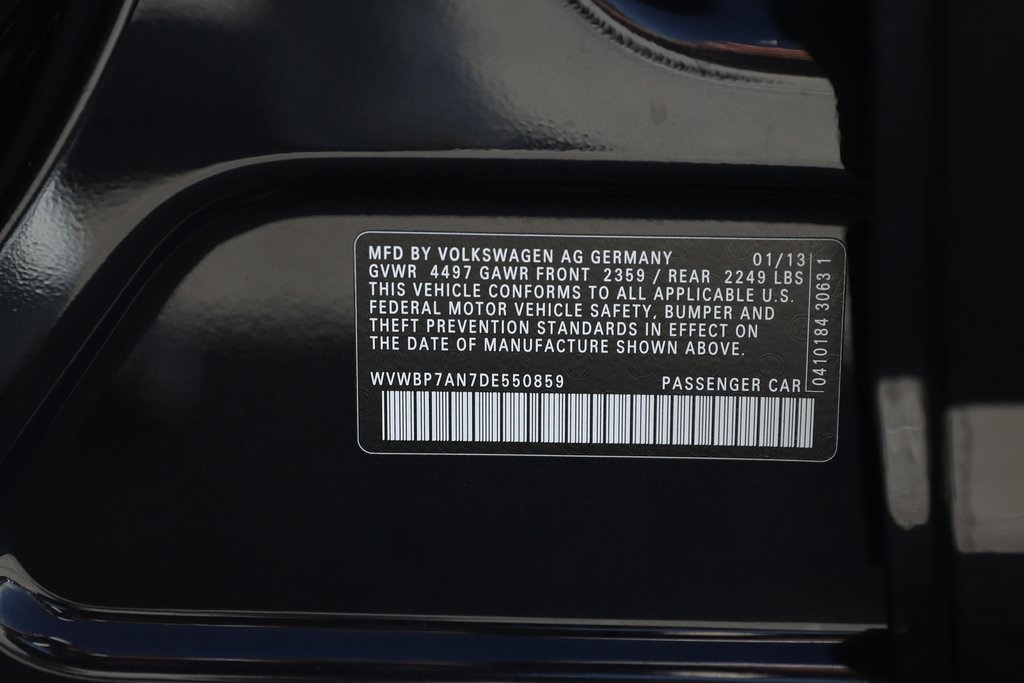 MFD BY VOLKSWAGEN AG GERMANY 01/13
GVWR 4497 GAWR FRONT 2359 / REAR 2249 LBS
THIS VEHICLE CONFORMS TO ALL APPLICABLE U.S.
FEDERAL MOTOR VEHICLE SAFETY, BUMPER AND
THEFT PREVENTION STANDARDS IN EFFECT ON
THE DATE OF MANUFACTURE SHOWN ABOVE.
WVWBP7AN7DE550859 PASSENGER CAR
0410184 3063 1